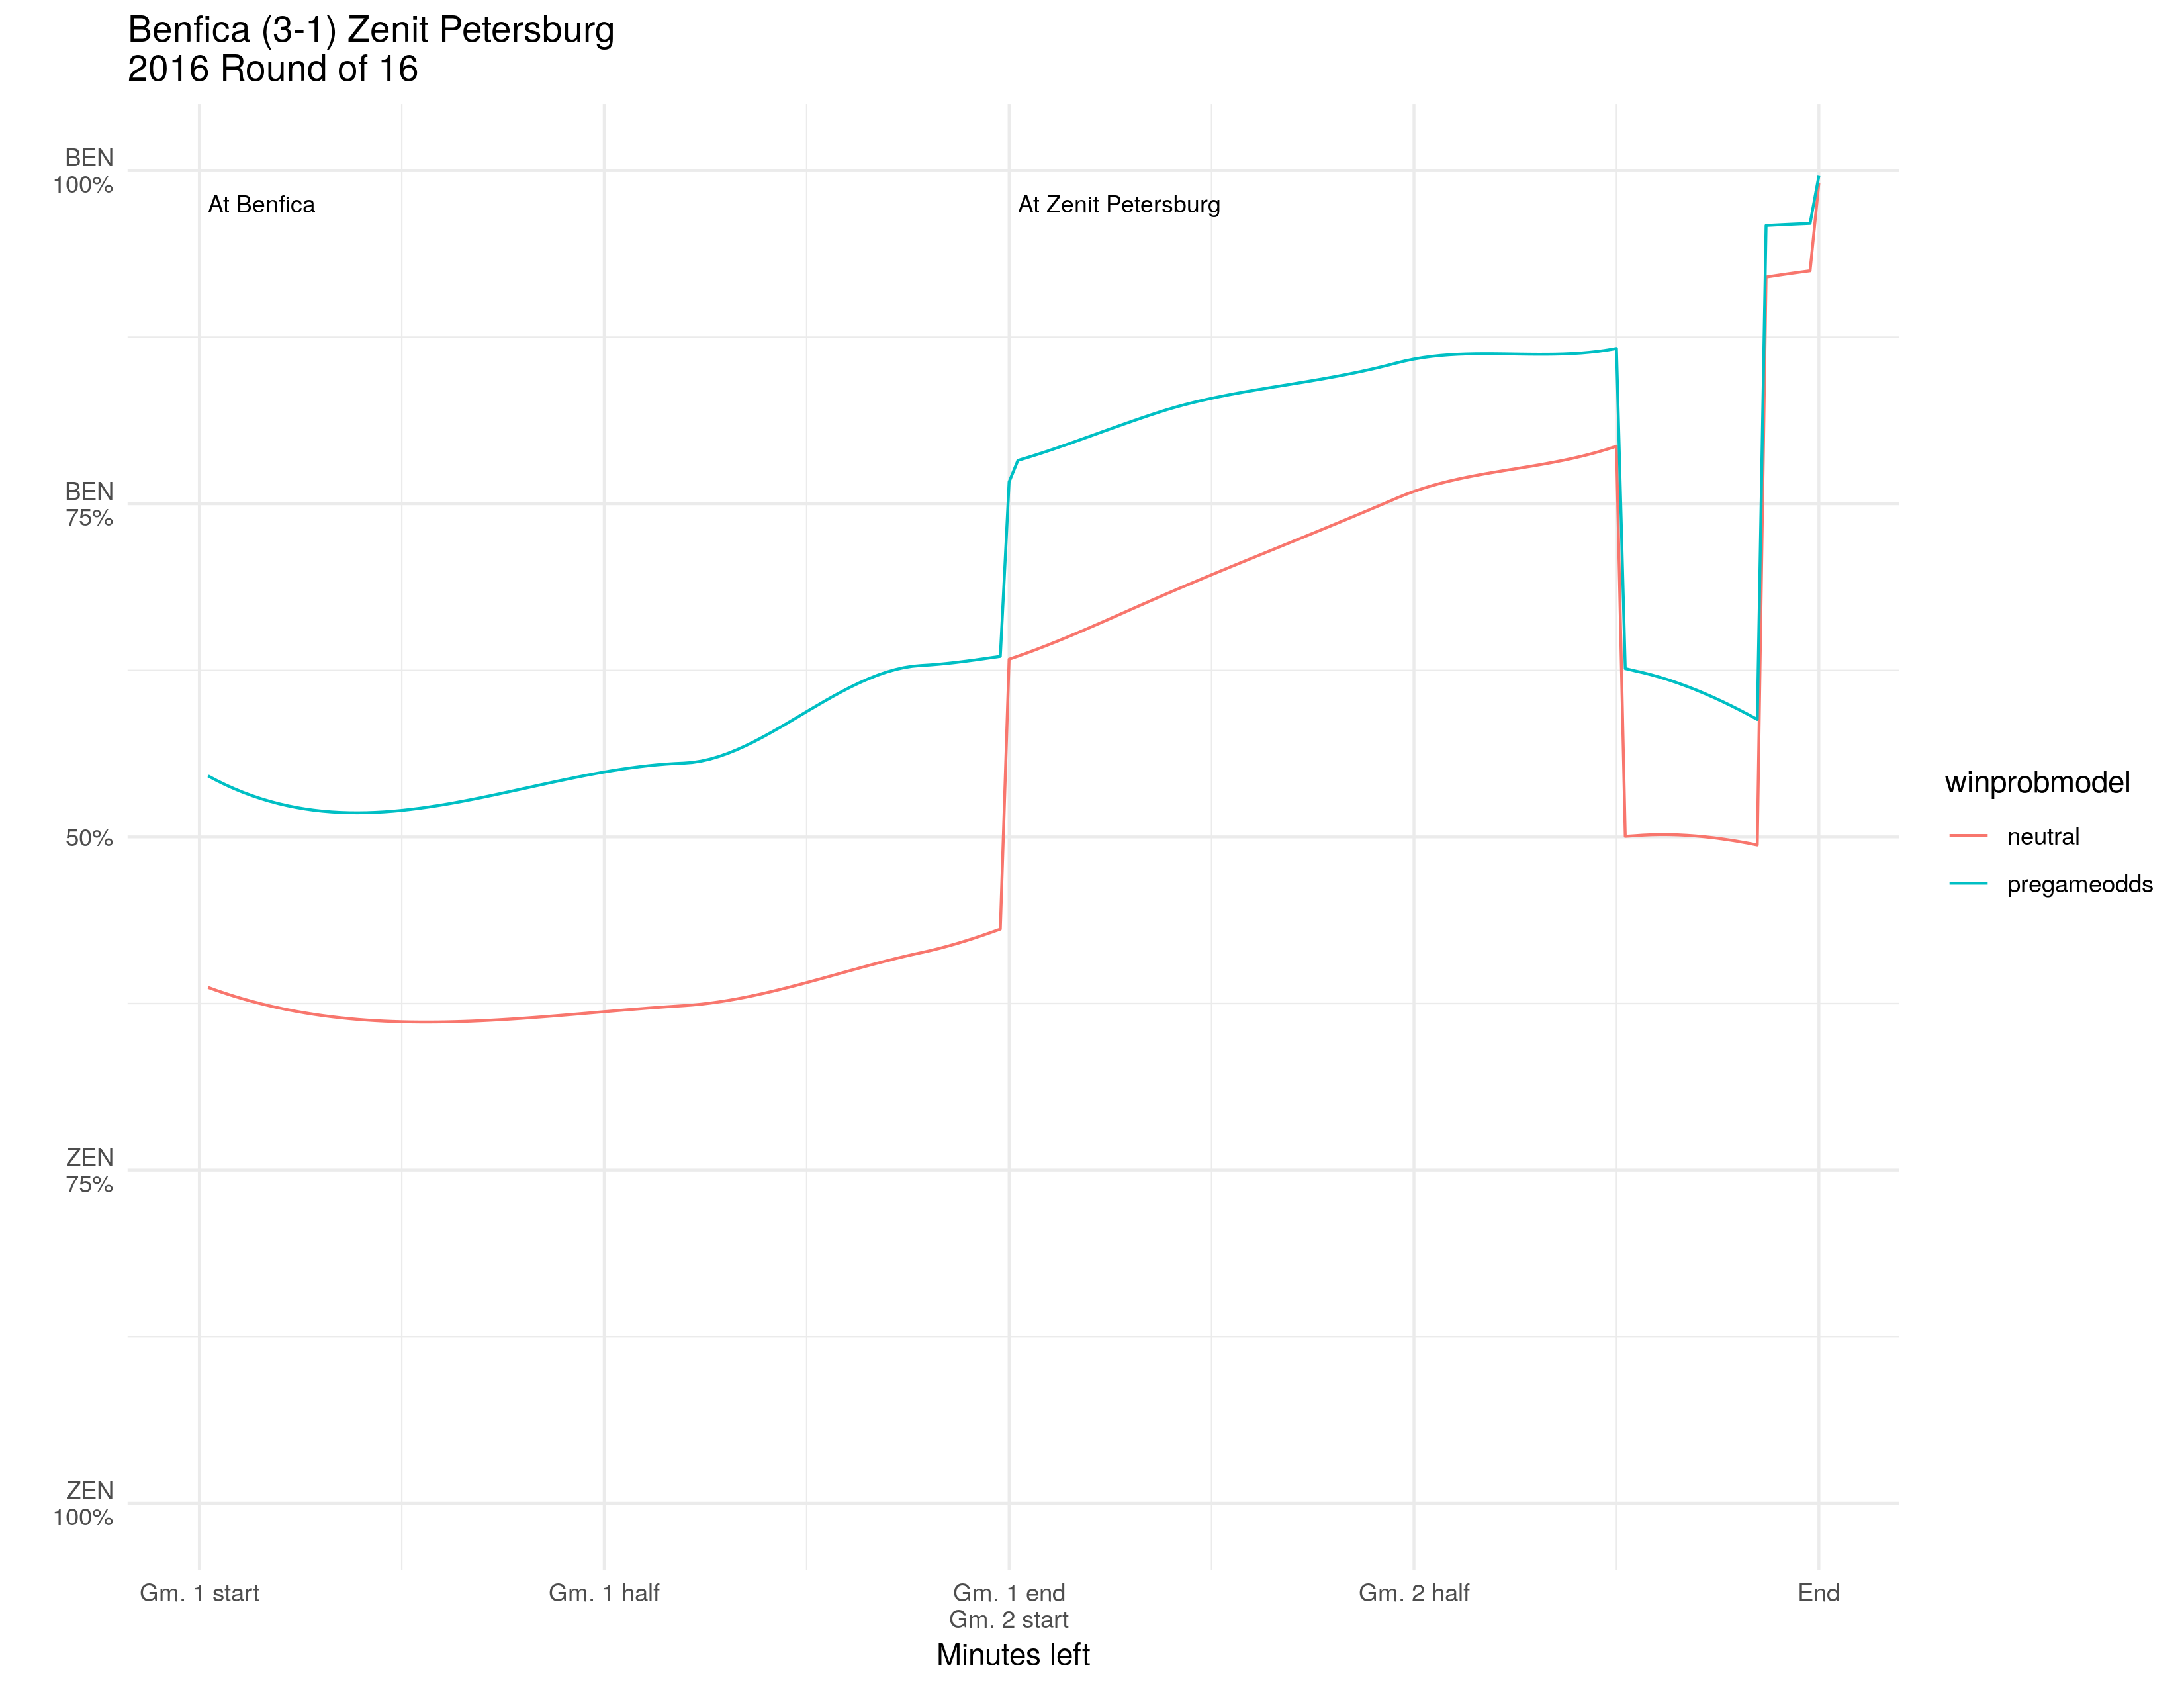 Benfica (3-1) Zenit Petersburg
2016 Round of 16
BEN
100%
At Benfica
At Zenit Petersburg
BEN
75%
50%
ZEN
75%
ZEN
100%
winprobmodel
neutral
pregameodds
Gm. 1 start
Gm. 1 half
Gm. 1 end
Gm. 2 start
Gm. 2 half
End
Minutes left